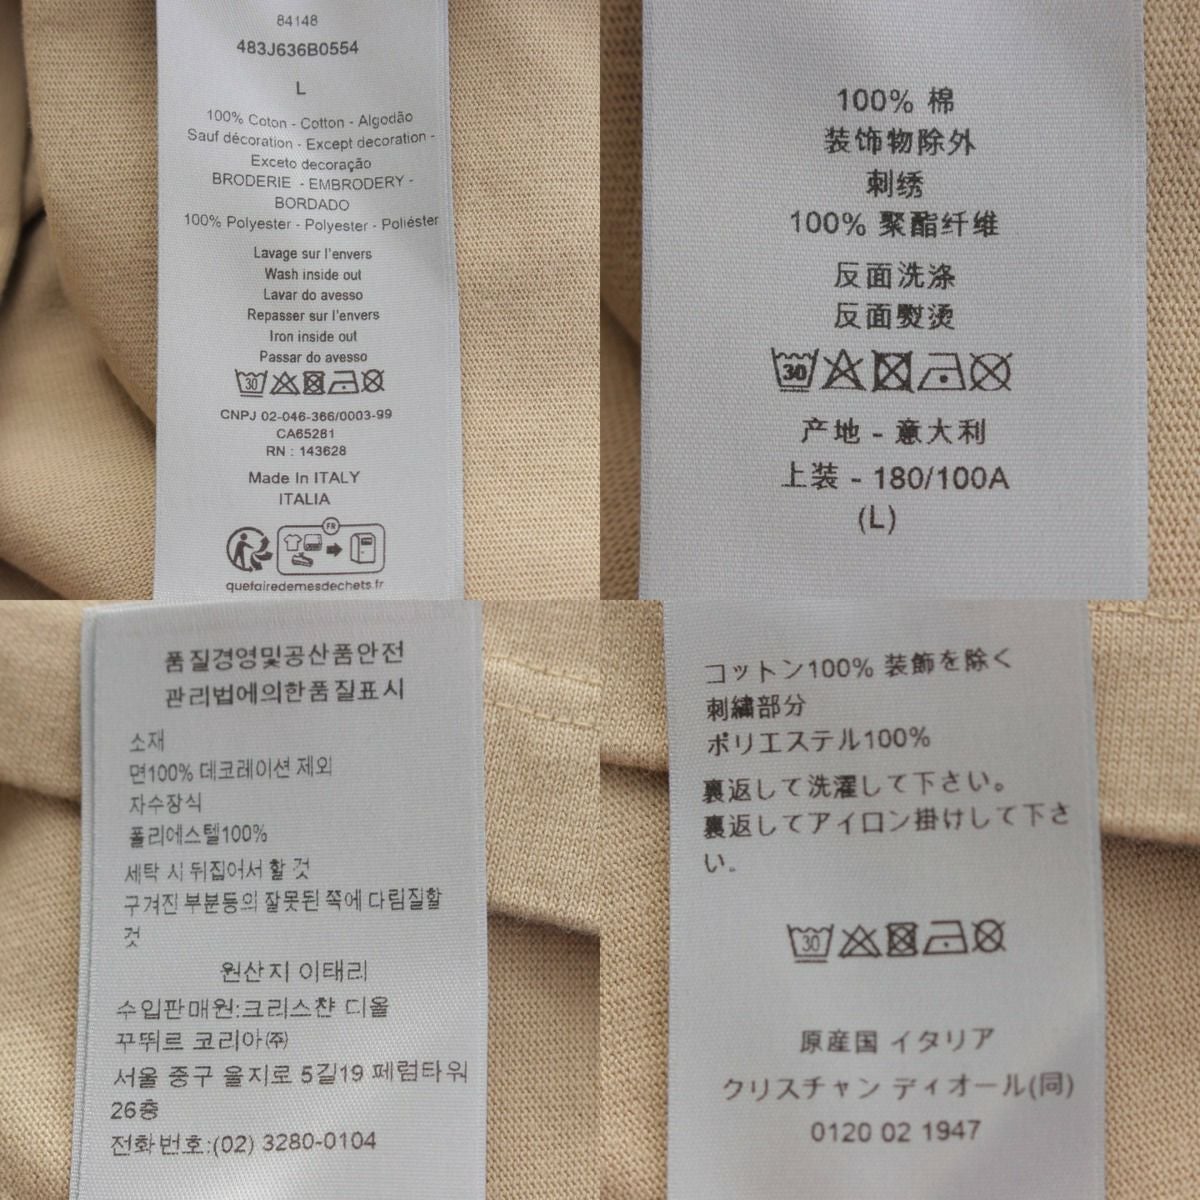 84148
483J636B0554
L
100% Coton - Cotton - Algodão
Sauf décoration - Except decoration -
Exceto decoração
BRODERIE - EMBRODERY -
BORDADO
100% Polyester - Polyester - Poliéster
Lavage sur l'envers
Wash inside out
Lavar do avesso
Repasser sur l'envers
Iron inside out
Passar do avesso
30
CNPJ 02-046-366/0003-99
CA65281
RN : 143628
Made In ITALY
ITALIA
FR
quefairedemesdechets.fr
100% 棉
装饰物除外
刺绣
100% 聚酯纤维
反面洗涤
反面熨烫
30
产地 - 意大利
上装 - 180/100A
(L)
품질경영및공산품안전
관리법에의한품질표시
소재
면100% 데코레이션 제외
자수장식
폴리에스텔100%
세탁 시 뒤집어서 할 것
구겨진 부분등의 잘못된 쪽에 다림질할
것
원산지 이태리
수입판매원:크리스챤 디올
꾸뛰르 코리아㈜
서울 중구 을지로 5길19 페럼타워
26층
전화번호:(02) 3280-0104
コットン100% 装飾を除く
刺繍部分
ポリエステル100%
裏返して洗濯して下さい。
裏返してアイロン掛けして下さ
い。
30
原産国 イタリア
クリスチャン ディオール(同)
0120 02 1947